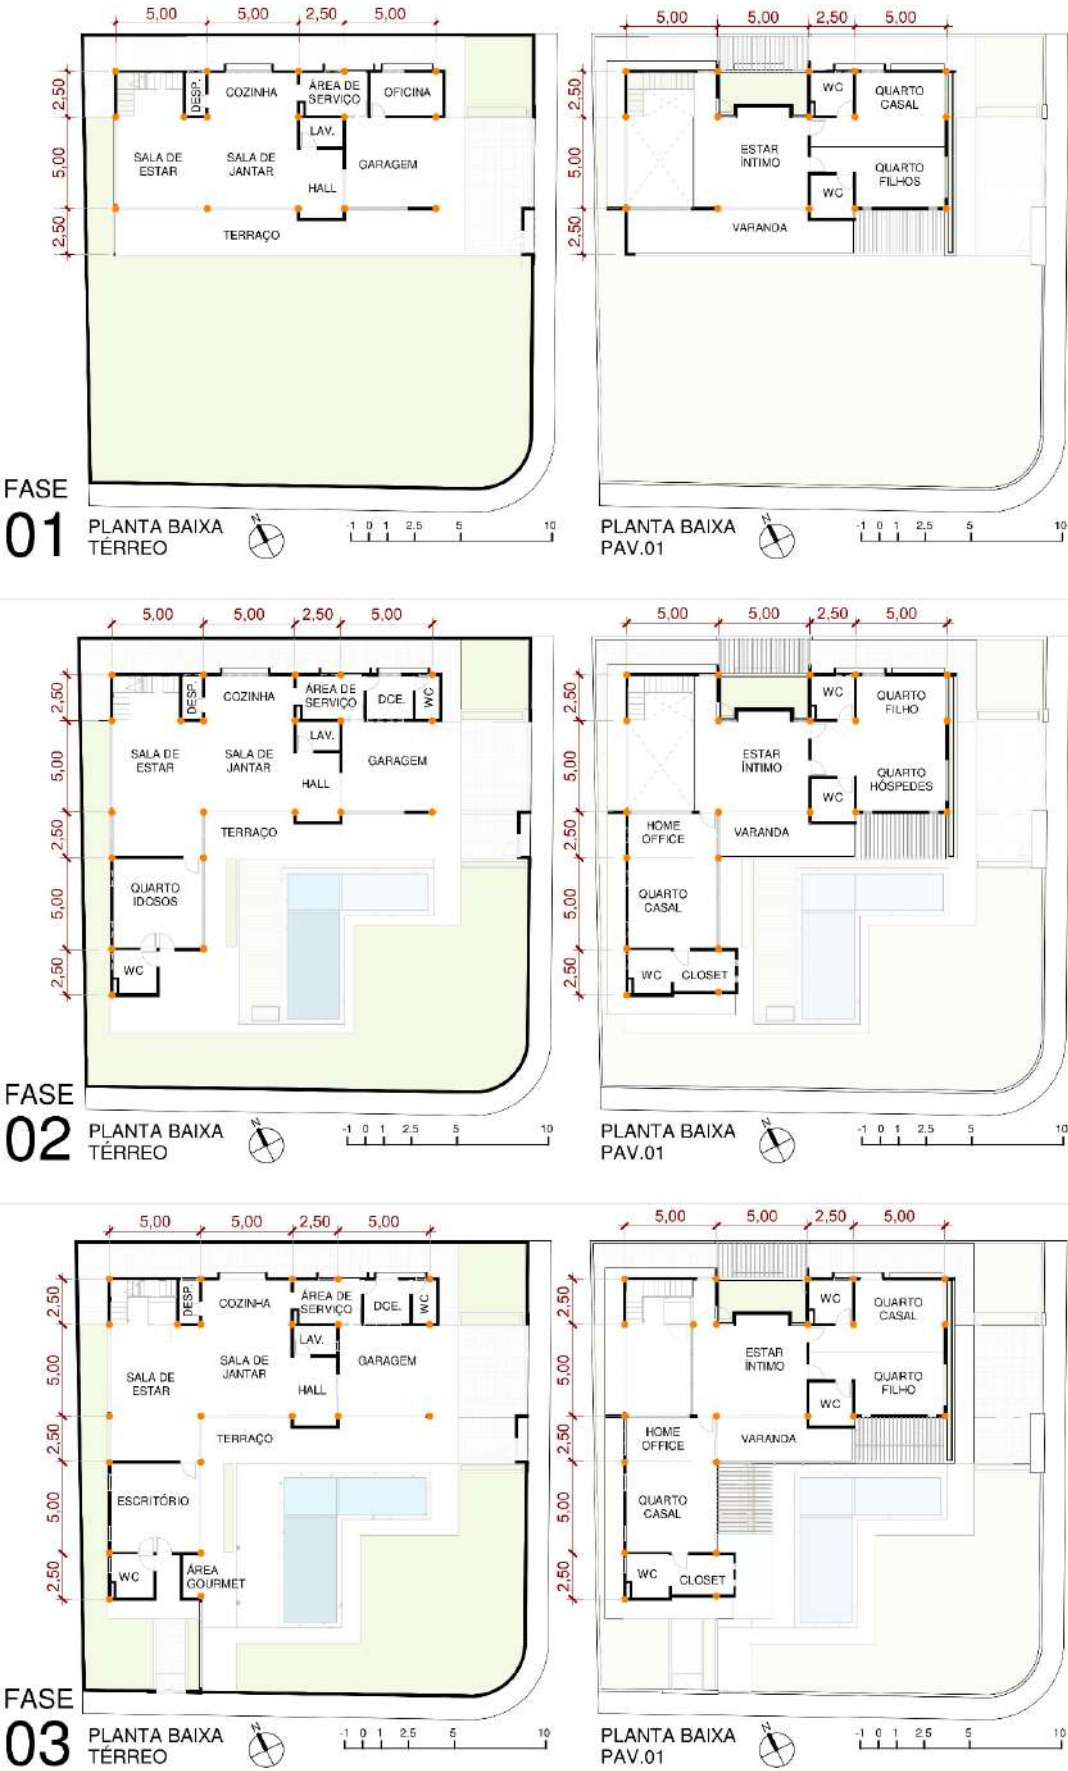 5,00 5,00 2,50 5,00
2,50
5,00
2,50
DESP.
COZINHA
ÁREA DE
SERVIÇO
OFICINA
LAV.
SALA DE
ESTAR
SALA DE
JANTAR
GARAGEM
HALL
TERRAÇO
FASE
01
PLANTA BAIXA
TÉRREO
N
-1 0 1 2.5 5 10
5,00 5,00 2,50 5,00
2,50
5,00
2,50
WC
QUARTO
CASAL
ESTAR
ÍNTIMO
QUARTO
FILHOS
WC
VARANDA
PLANTA BAIXA
PAV.01
N
-1 0 1 2.5 5 10
5,00 5,00 2,50 5,00
2,50
5,00
2,50
5,00
2,50
DESP.
COZINHA
ÁREA DE
SERVIÇO
DCE.
WC
LAV.
SALA DE
ESTAR
SALA DE
JANTAR
GARAGEM
HALL
TERRAÇO
QUARTO
IDOSOS
WC
FASE
02
PLANTA BAIXA
TÉRREO
N
-1 0 1 2.5 5 10
5,00 5,00 2,50 5,00
2,50
5,00
2,50
5,00
2,50
WC
QUARTO
FILHO
ESTAR
ÍNTIMO
QUARTO
HÓSPEDES
WC
HOME
OFFICE
VARANDA
QUARTO
CASAL
WC
CLOSET
PLANTA BAIXA
PAV.01
N
-1 0 1 2.5 5 10
5,00 5,00 2,50 5,00
2,50
5,00
2,50
5,00
2,50
DESP.
COZINHA
ÁREA DE
SERVIÇO
DCE.
WC
LAV.
SALA DE
ESTAR
SALA DE
JANTAR
GARAGEM
HALL
TERRAÇO
ESCRITÓRIO
WC
ÁREA
GOURMET
FASE
03
PLANTA BAIXA
TÉRREO
N
-1 0 1 2.5 5 10
5,00 5,00 2,50 5,00
2,50
5,00
2,50
5,00
2,50
WC
QUARTO
CASAL
ESTAR
ÍNTIMO
QUARTO
FILHO
WC
HOME
OFFICE
VARANDA
QUARTO
CASAL
WC
CLOSET
PLANTA BAIXA
PAV.01
N
-1 0 1 2.5 5 10